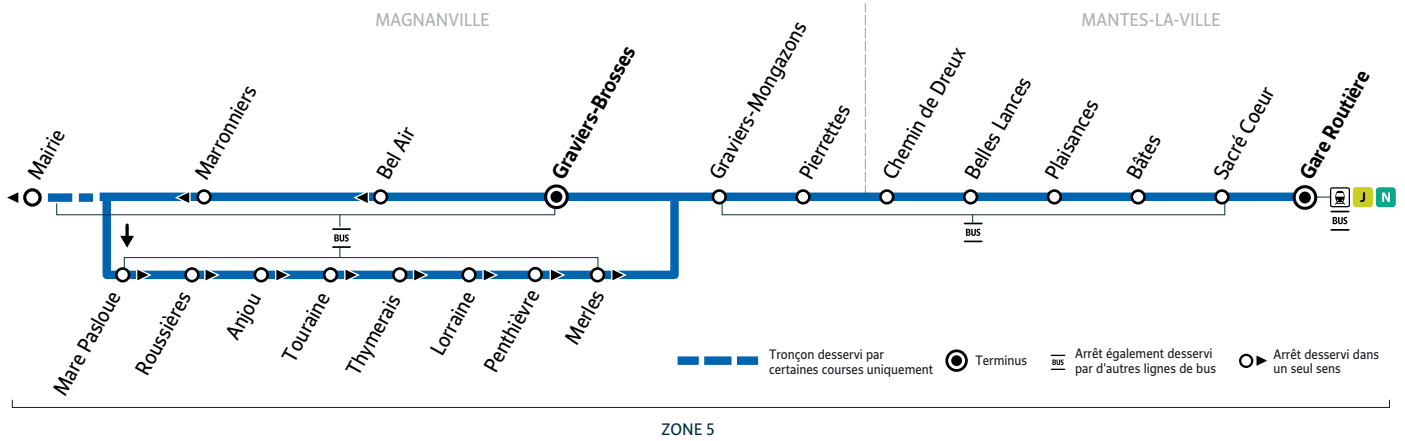 MAGNANVILLE
MANTES-LA-VILLE
Mairie
Marronniers
Bel Air
Graviers-Brosses
Graviers-Mongazons
Pierrettes
Chemin de Dreux
Belles Lances
Plaisances
Bâtes
Sacré Coeur
Gare Routière
J
N
BUS
BUS
BUS
Mare Pasloue
Roussières
Anjou
Touraine
Thymerais
Lorraine
Penthièvre
Merles
Tronçon desservi par
certaines courses uniquement
Terminus
BUS
Arrêt également desservi
par d'autres lignes de bus
Arrêt desservi dans
un seul sens
ZONE 5